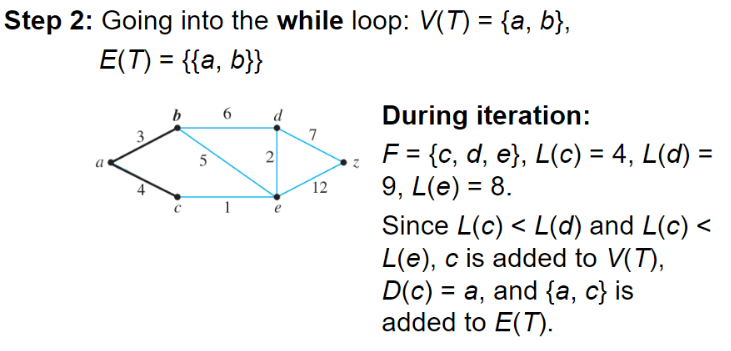 Step 2: Going into the while loop: V(T) = {a, b},
E(T) = {{a, b}}
b 6 d
3 7
a 5 2 z
4 12
c 1 e
During iteration:
F = {c, d, e}, L(c) = 4, L(d) =
9, L(e) = 8.
Since L(c) < L(d) and L(c) <
L(e), c is added to V(T),
D(c) = a, and {a, c} is
added to E(T).